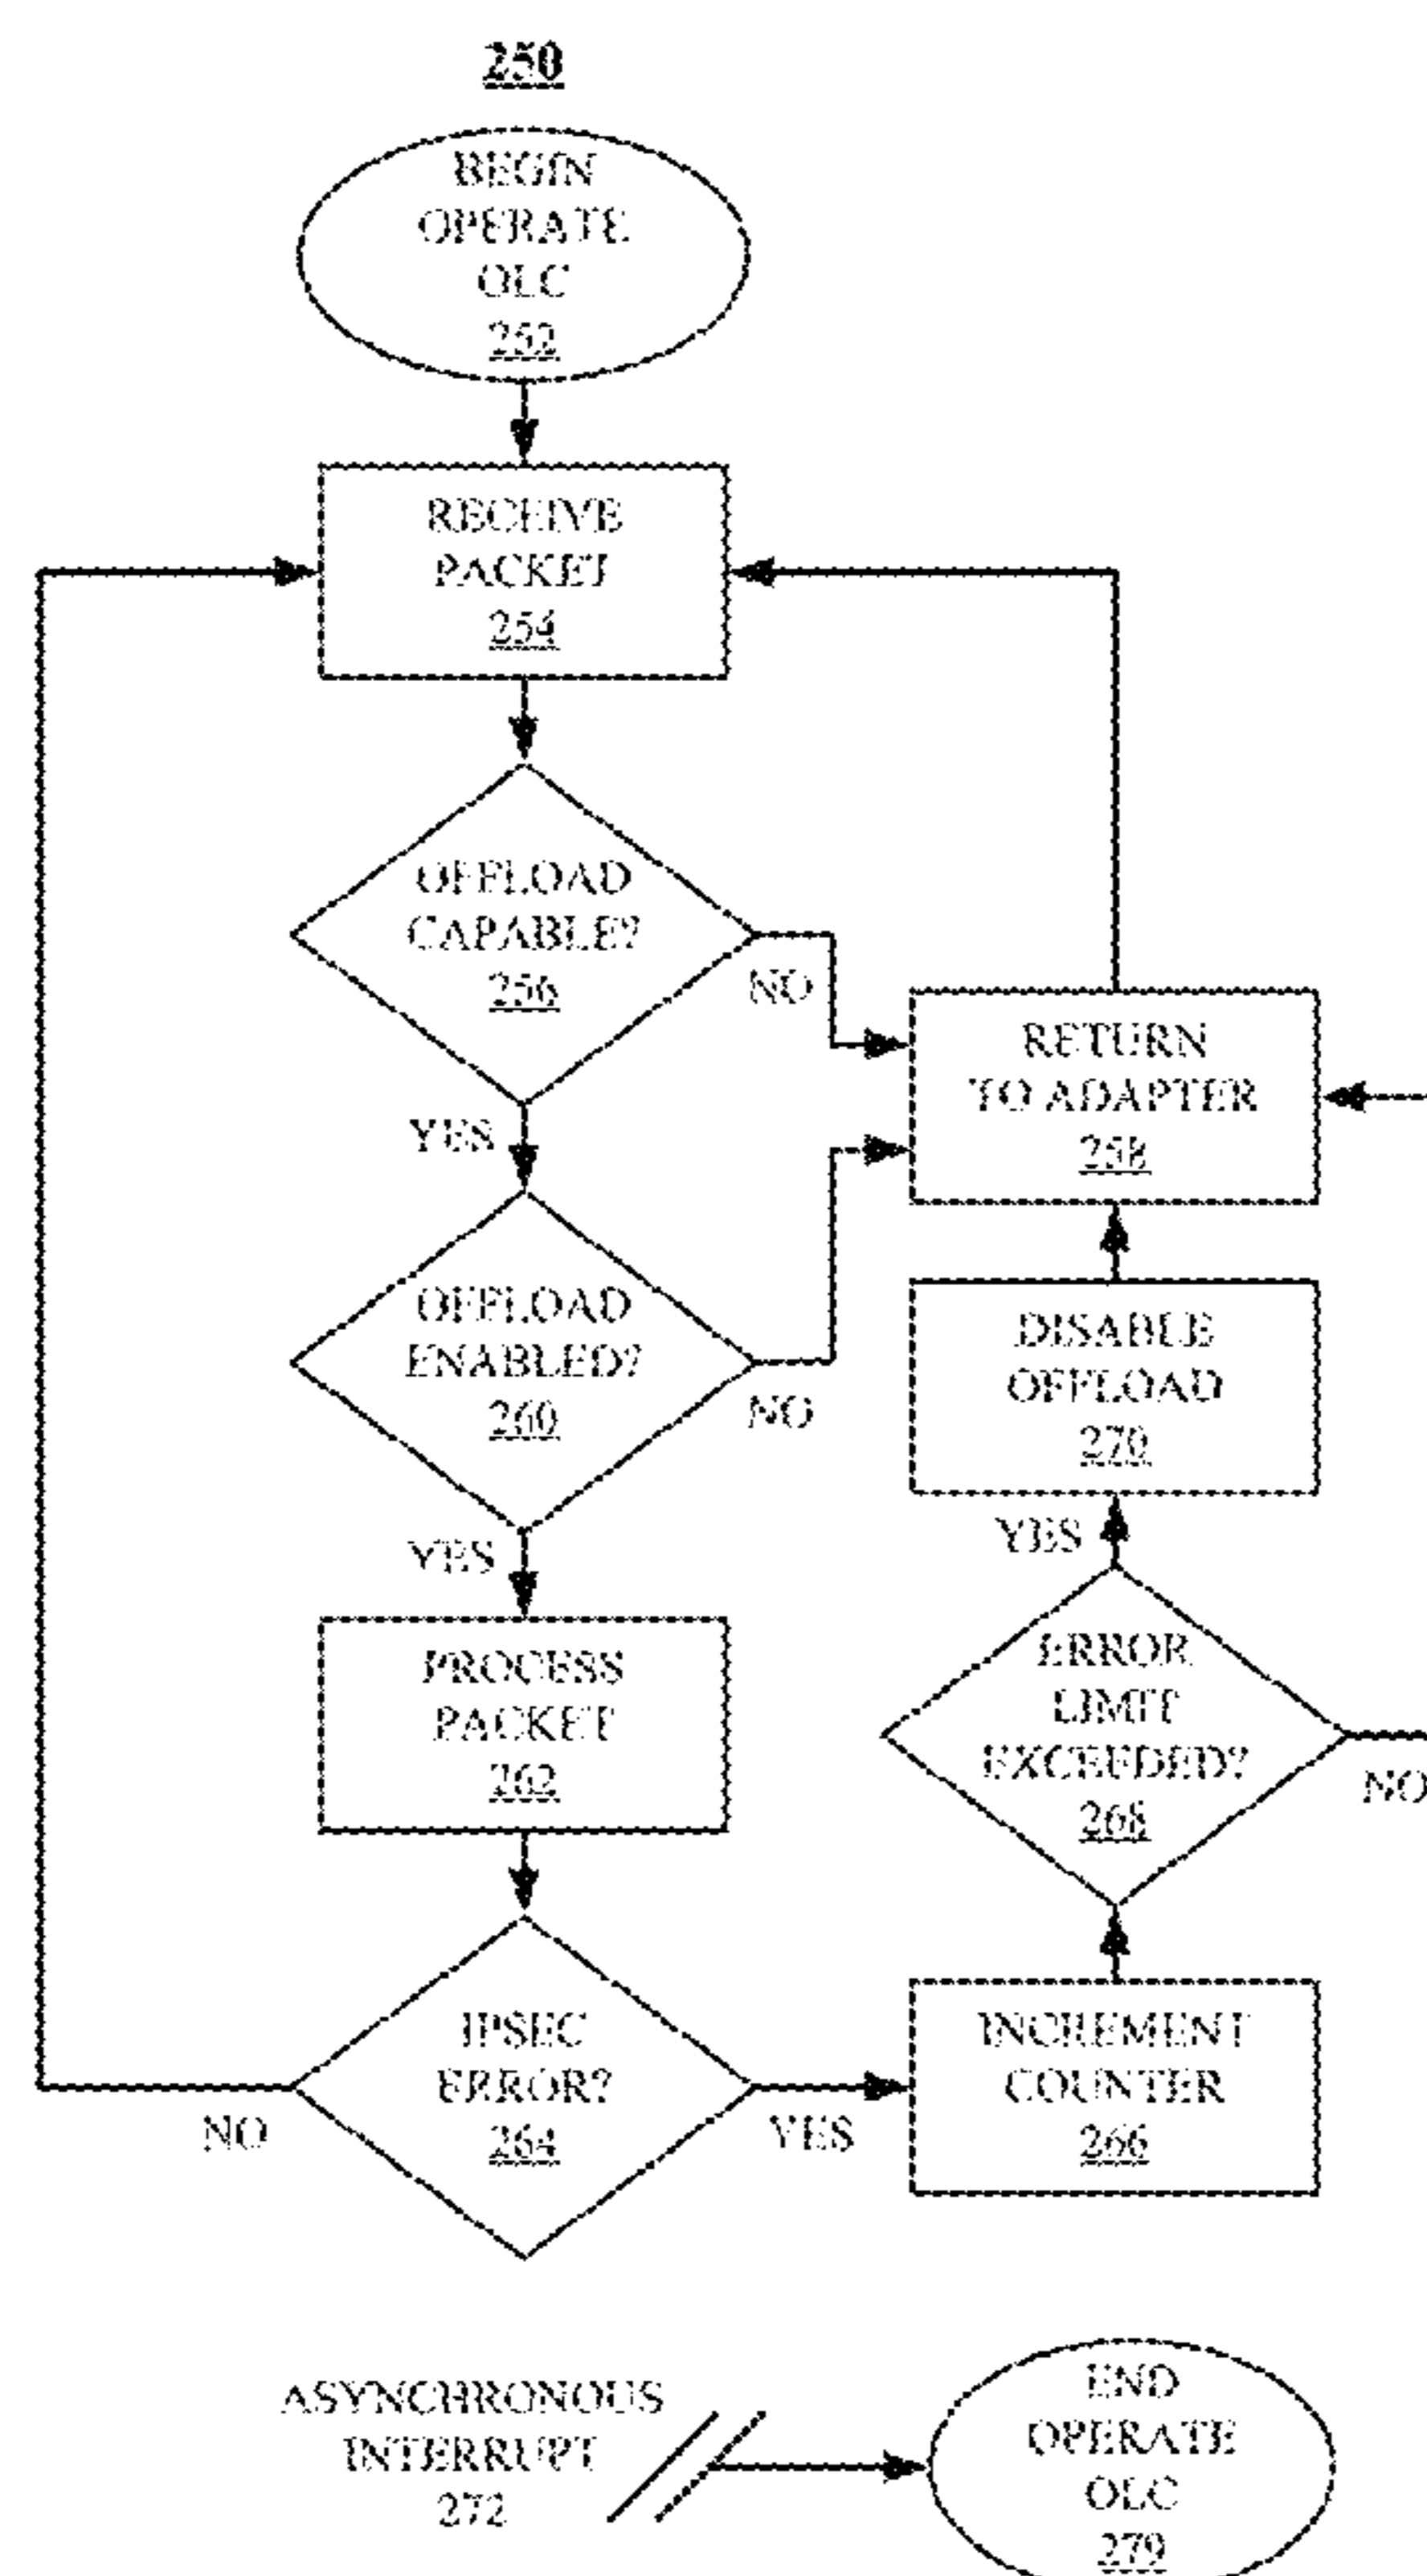 250
BEGIN
OPERATE
OLC
252
RECEIVE
PACKET
254
OFFLOAD
CAPABLE?
256
NO
YES
RETURN
TO ADAPTER
258
OFFLOAD
ENABLED?
260
NO
YES
DISABLE
OFFLOAD
270
YES
PROCESS
PACKET
262
ERROR
LIMIT
EXCEEDED?
268
NO
IPSEC
ERROR?
264
NO
YES
INCREMENT
COUNTER
266
ASYNCHRONOUS
INTERRUPT
272
END
OPERATE
OLC
279